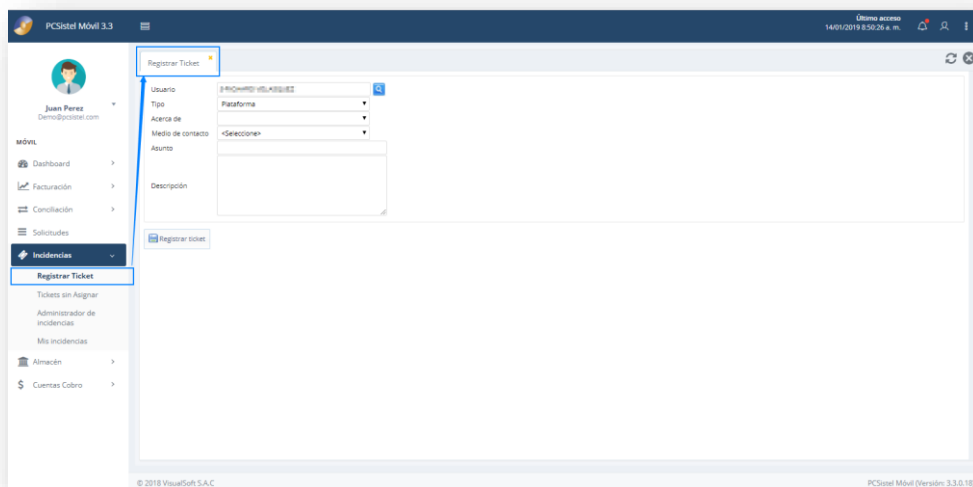 PCSistel Móvil 3.3
Último acceso
14/01/2019 8:50:26 a. m.
Juan Perez
Demo@pcsistel.com
MÓVIL
Dashboard
Facturación
Conciliación
Solicitudes
Incidencias
Registrar Ticket
Tickets sin Asignar
Administrador de
incidencias
Mis incidencias
Almacén
Cuentas Cobro
Registrar Ticket
Usuario
Tipo Plataforma
Acerca de
Medio de contacto <Seleccione>
Asunto
Descripción
Registrar ticket
© 2018 VisualSoft S.A.C
PCSistel Móvil (Versión: 3.3.0.18